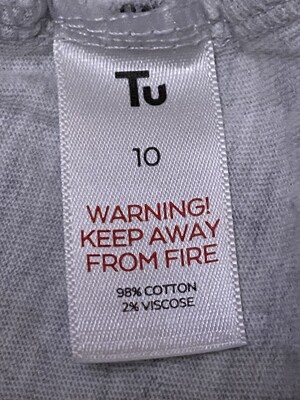 Tu
10
WARNING!
KEEP AWAY
FROM FIRE
98% COTTON
2% VISCOSE